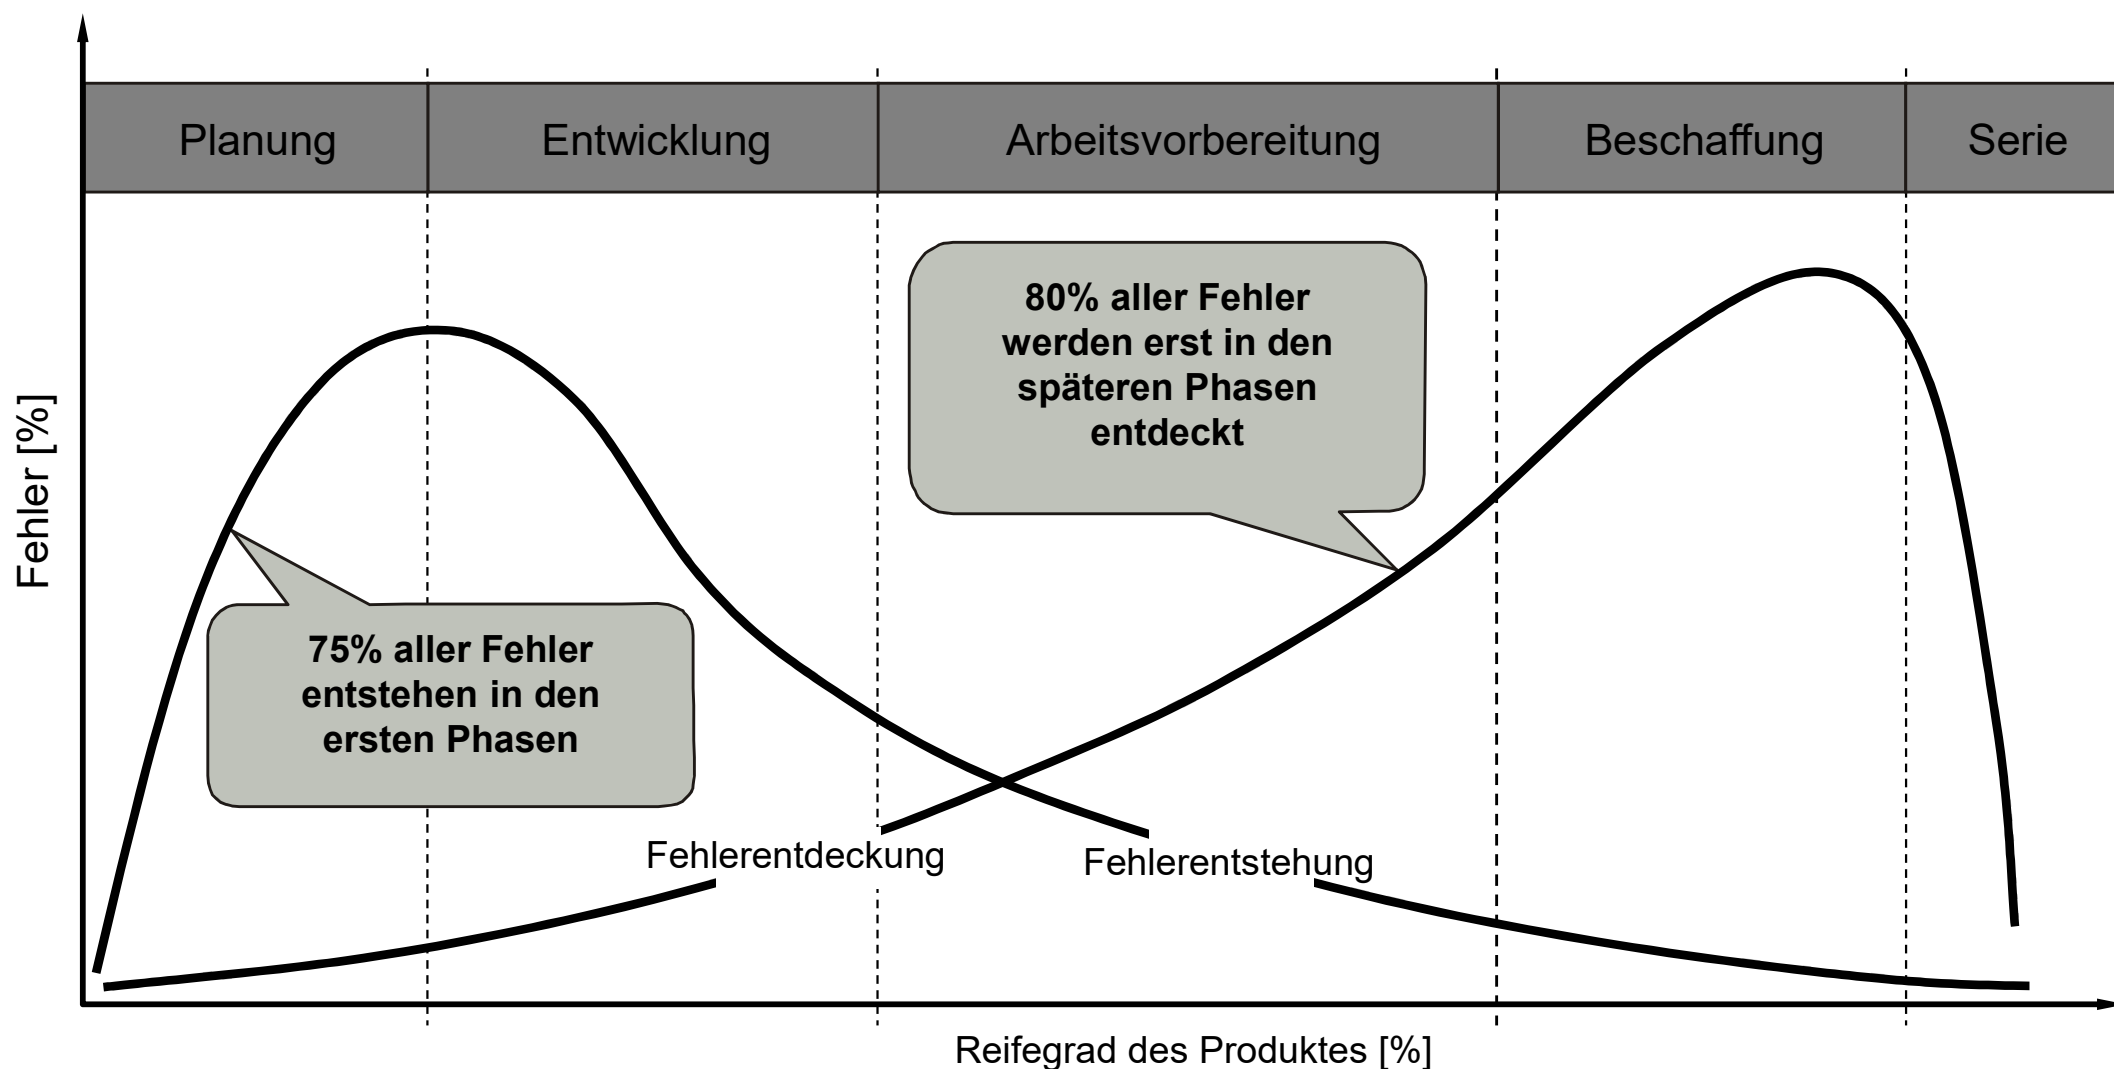 Planung
Entwicklung
Arbeitsvorbereitung
Beschaffung
Serie
80% aller Fehler
werden erst in den
späteren Phasen
entdeckt
Fehler [%]
75% aller Fehler
entstehen in den
ersten Phasen
Fehlerentdeckung
Fehlerentstehung
Reifegrad des Produktes [%]